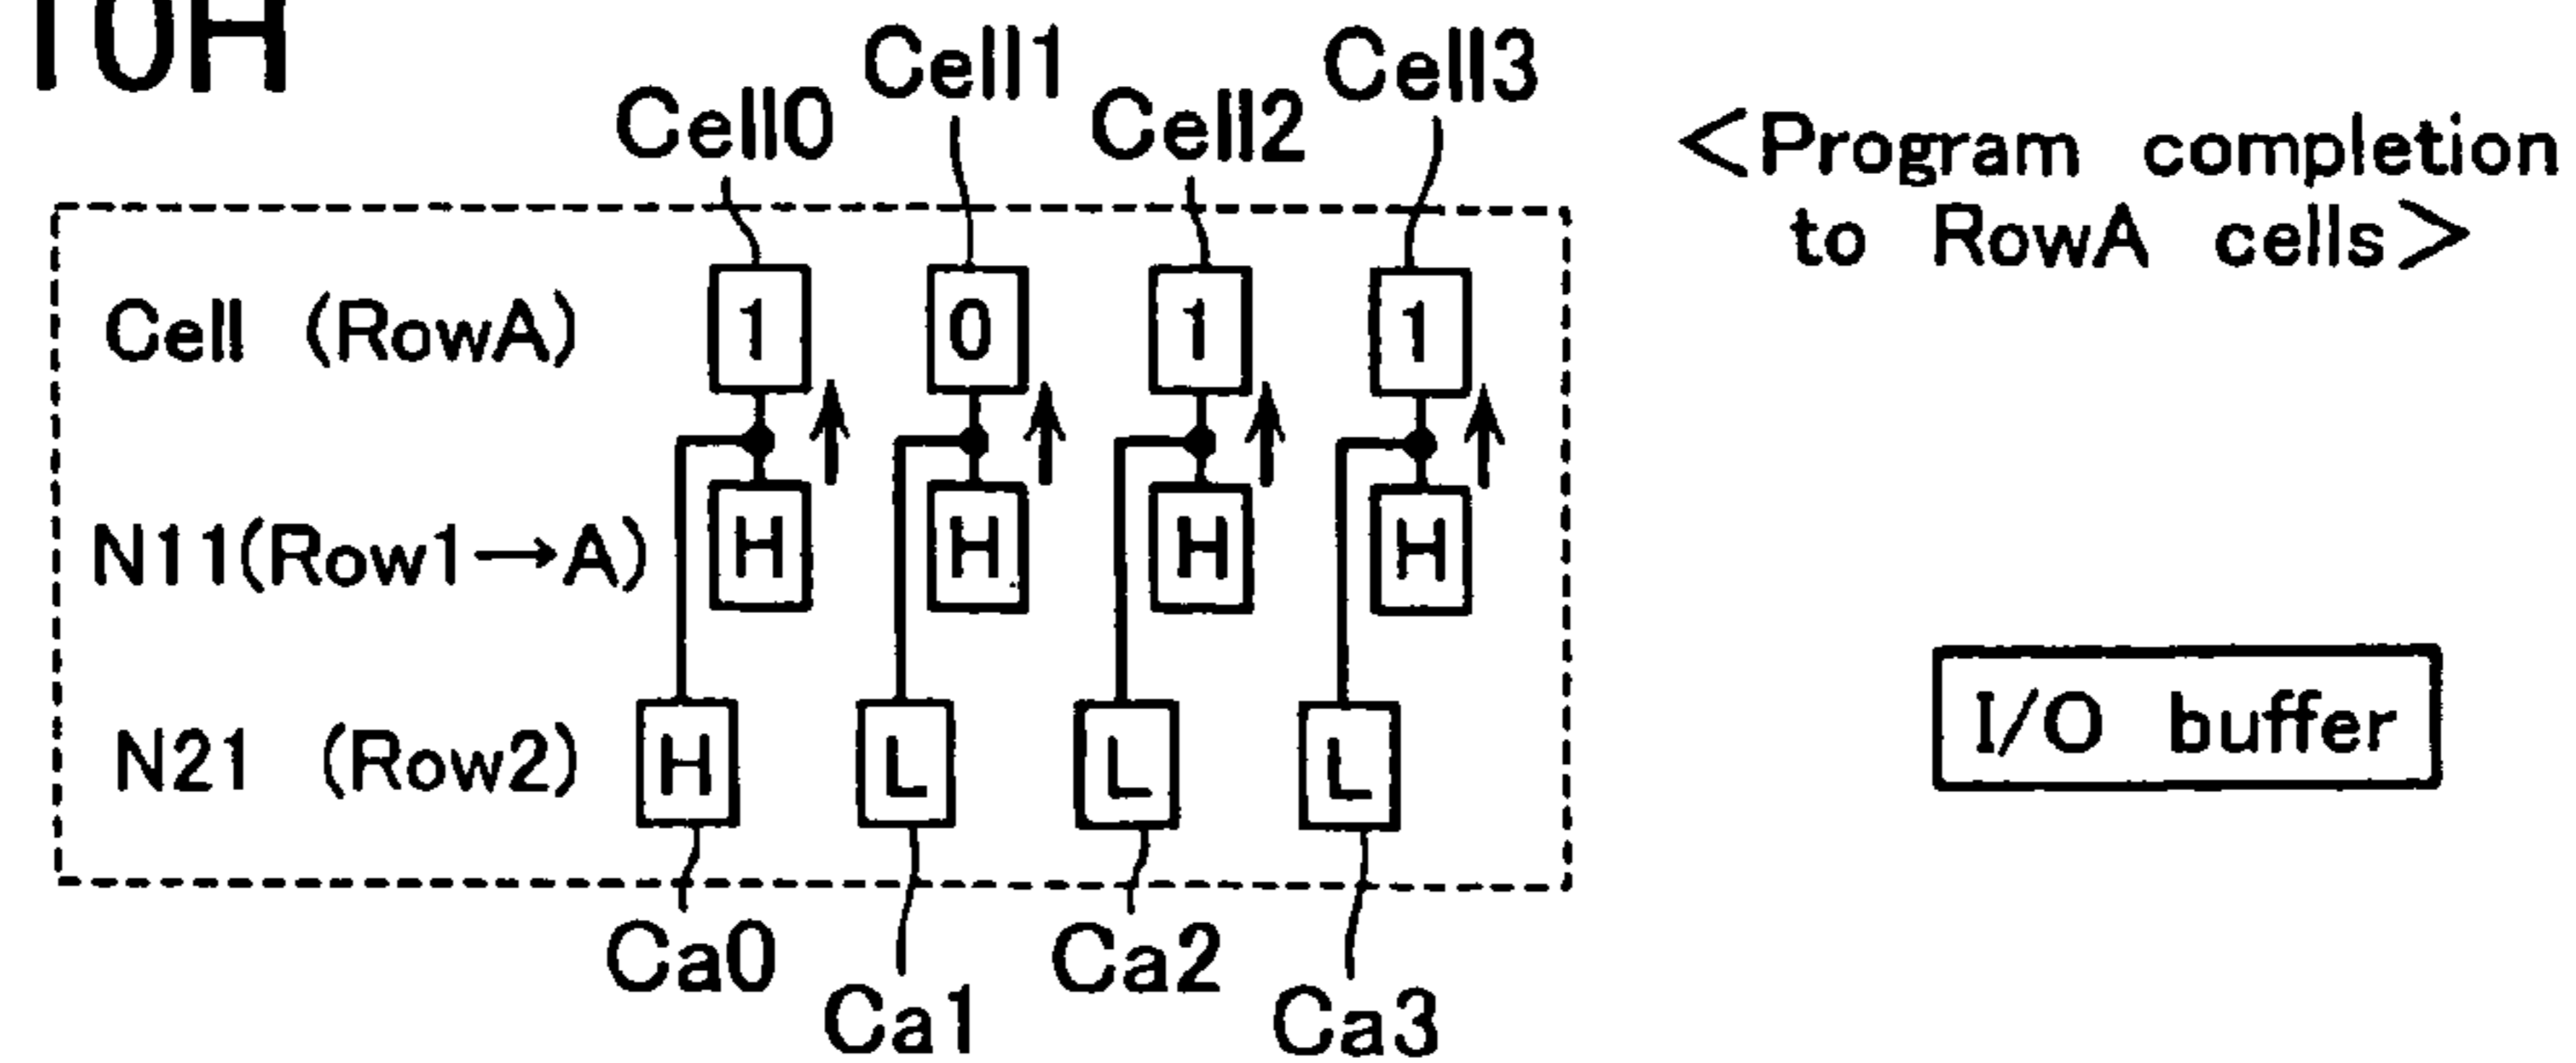 10H
Cell0 Cell1 Cell2 Cell3
<Program completion
to RowA cells>
Cell (RowA) 1 0 1 1
N11(Row1→A) H H H H
N21 (Row2) H L L L
I/O buffer
Ca0 Ca1 Ca2 Ca3